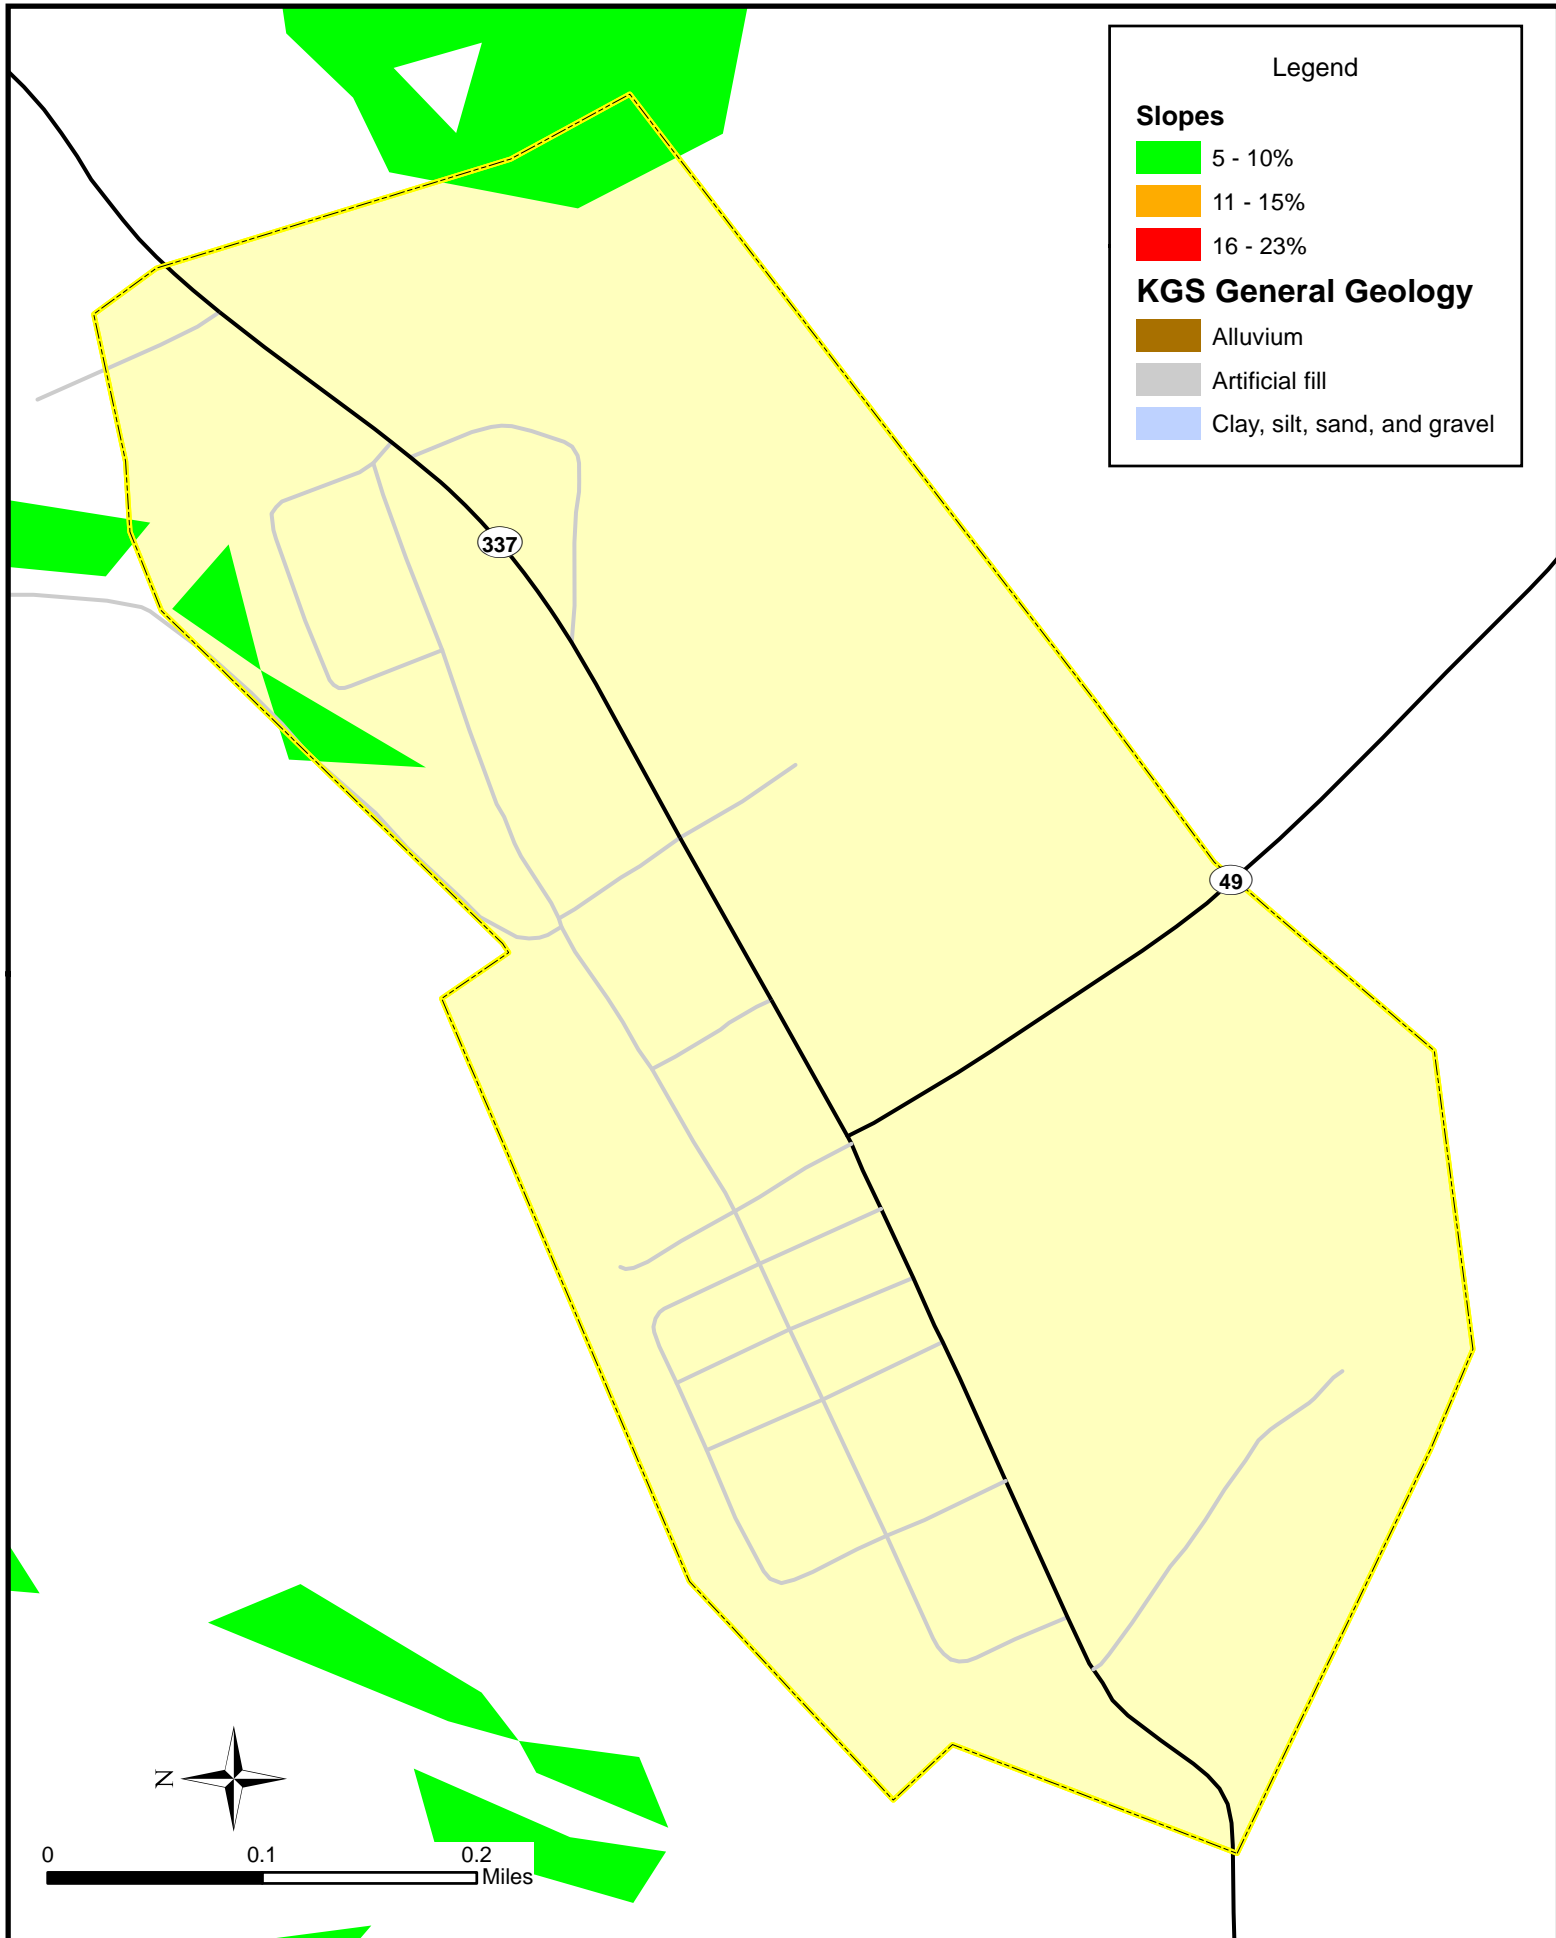 Legend
Slopes
5 - 10%
11 - 15%
16 - 23%
KGS General Geology
Alluvium
Artificial fill
Clay, silt, sand, and gravel
337
49
N
0 0.1 0.2
Miles